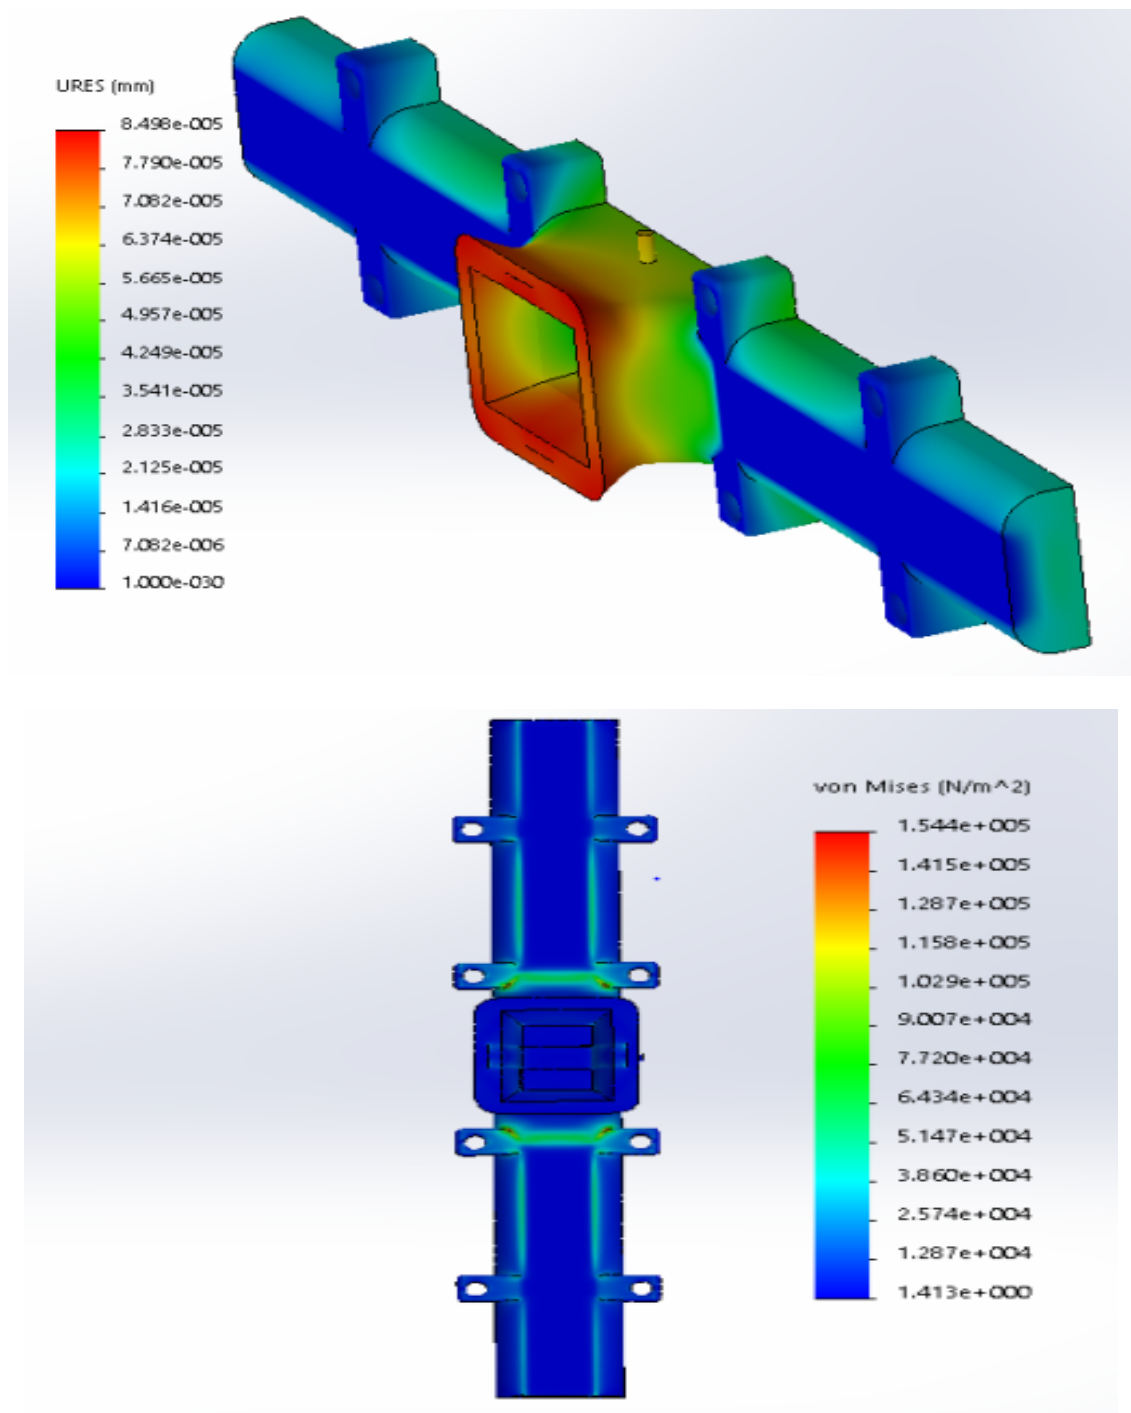 URES (mm)
8.498e-005
7.790e-005
7.082e-005
6.374e-005
5.665e-005
4.957e-005
4.249e-005
3.541e-005
2.833e-005
2.125e-005
1.416e-005
7.082e-006
1.000e-030
von Mises (N/m^2)
1.544e+005
1.415e+005
1.287e+005
1.158e+005
1.029e+005
9.007e+004
7.720e+004
6.434e+004
5.147e+004
3.860e+004
2.574e+004
1.287e+004
1.413e+000